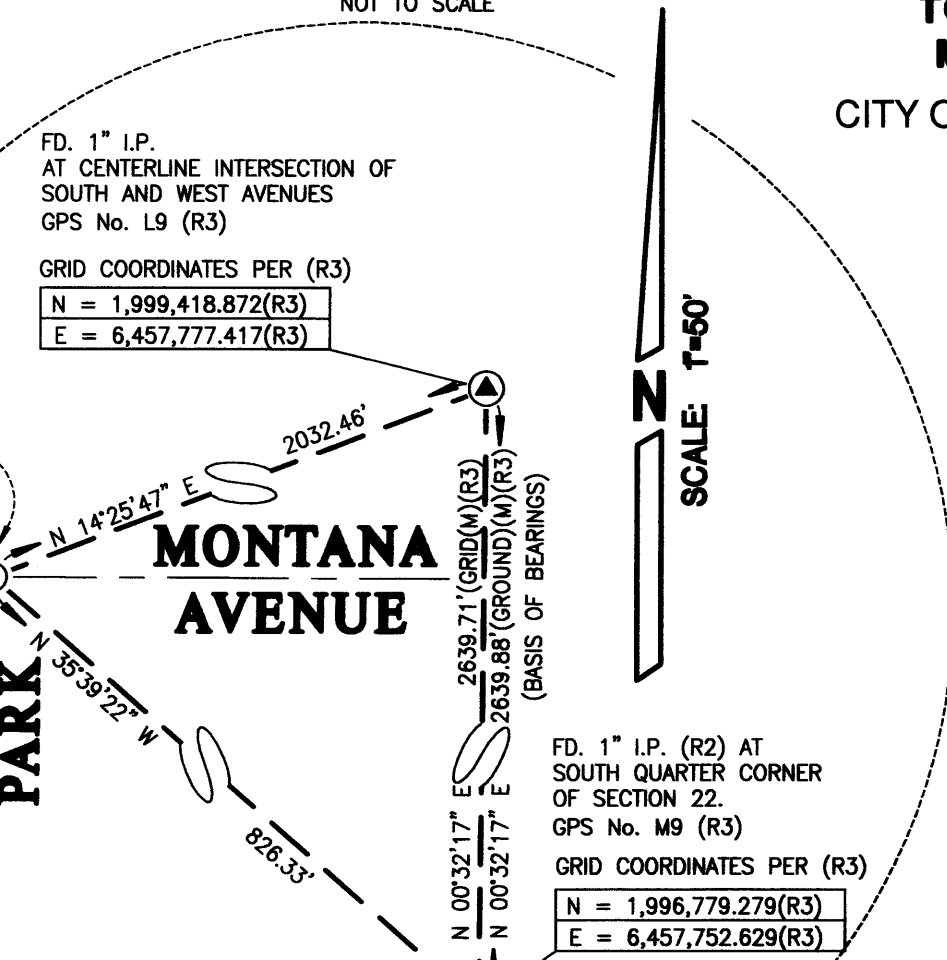 NOT TO SCALE
CITY
FD. 1" I.P.
AT CENTERLINE INTERSECTION OF
SOUTH AND WEST AVENUES
GPS No. L9 (R3)
GRID COORDINATES PER (R3)
N = 1,999,418.872(R3)
E = 6,457,777.417(R3)
N
SCALE: 1"=50'
2032.46'
N 14°25'47" E
MONTANA
AVENUE
2639.71'(GRID)(M)(R3)
2639.88'(GROUND)(M)(R3)
(BASIS OF BEARINGS)
N 35°39'22" W
PARK
826.33'
N 00°32'17" E
N 00°32'17" E
FD. 1" I.P. (R2) AT
SOUTH QUARTER CORNER
OF SECTION 22.
GPS No. M9 (R3)
GRID COORDINATES PER (R3)
N = 1,996,779.279(R3)
E = 6,457,752.629(R3)